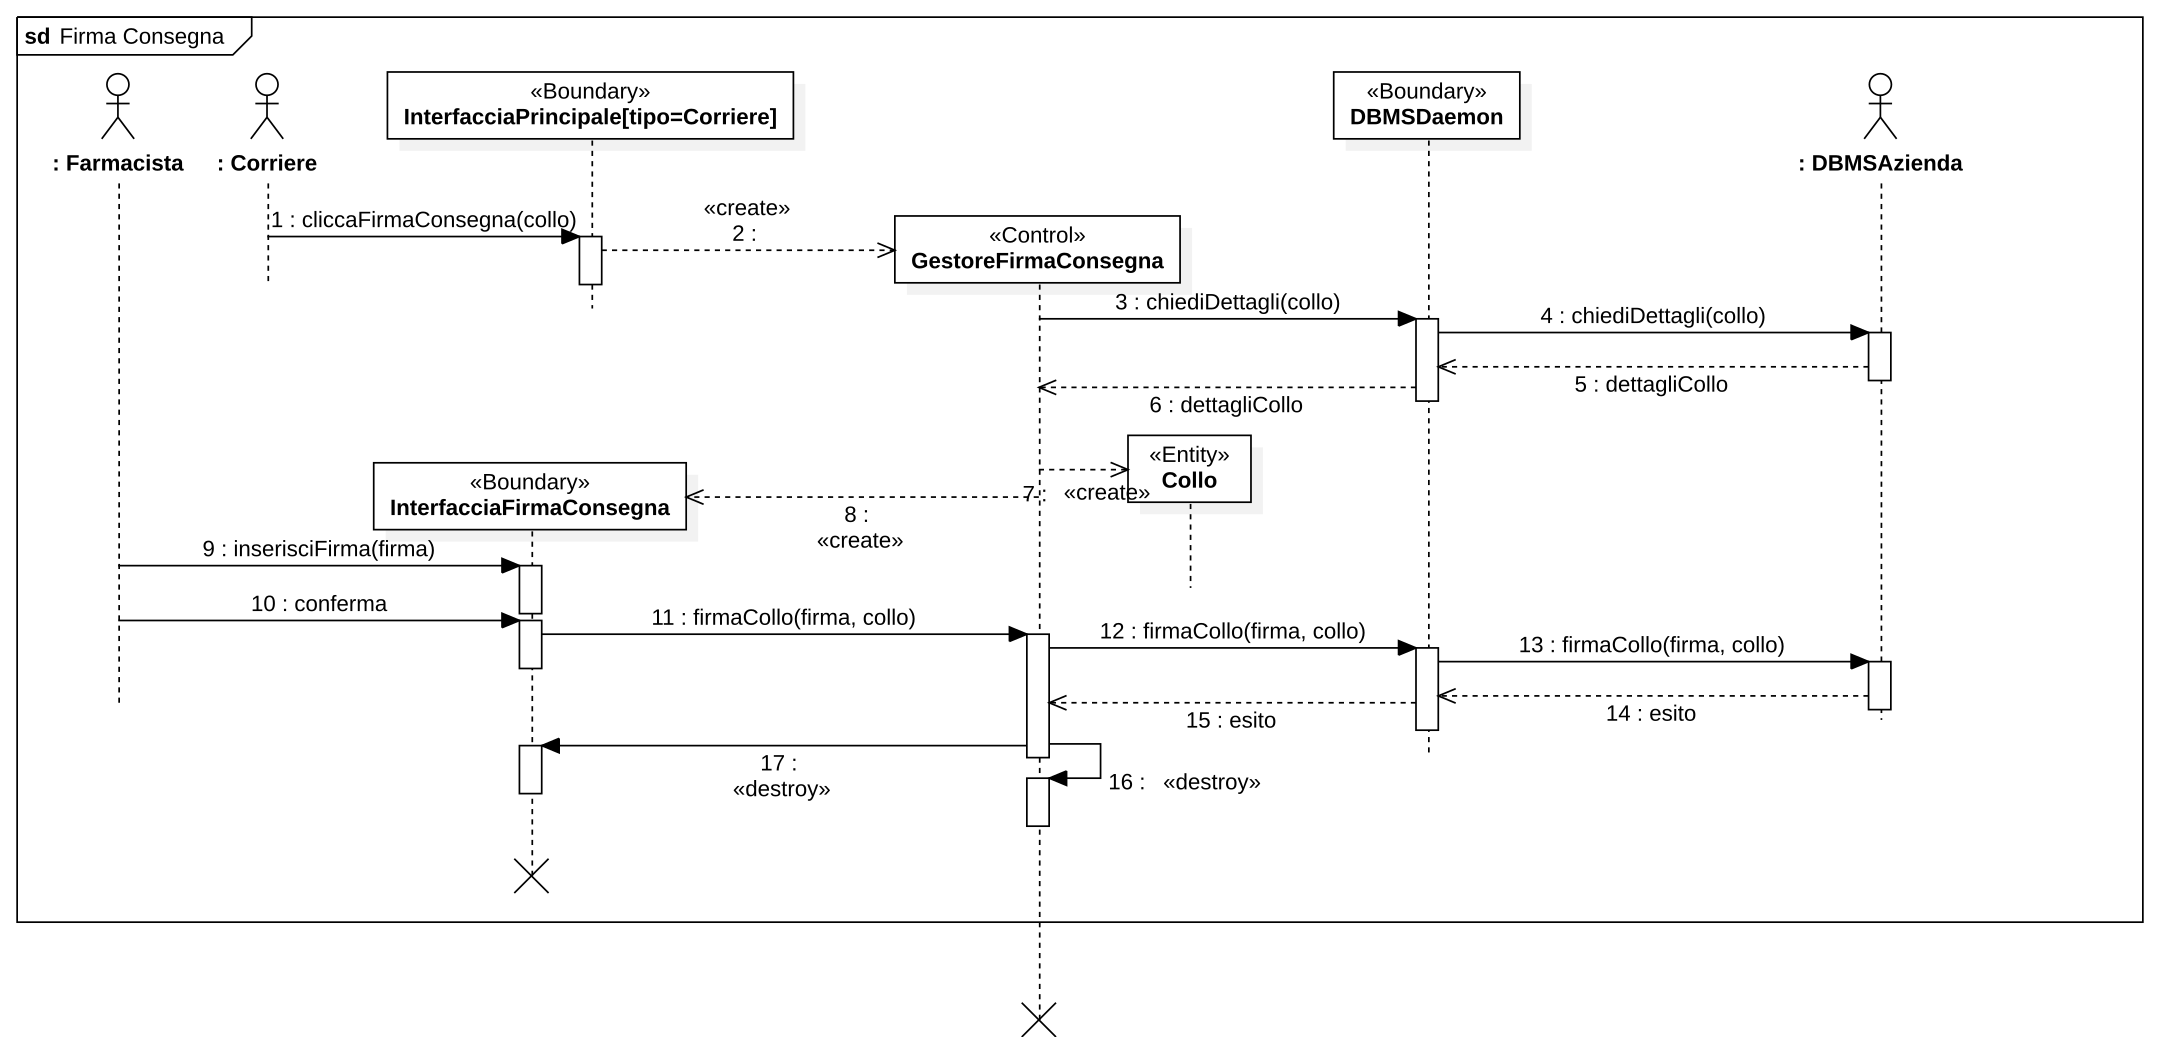 sd Firma Consegna
: Farmacista
: Corriere
«Boundary»
InterfacciaPrincipale[tipo=Corriere]
«Boundary»
DBMSDaemon
: DBMSAzienda
1 : cliccaFirmaConsegna(collo)
«create»
2 :
«Control»
GestoreFirmaConsegna
3 : chiediDettagli(collo)
4 : chiediDettagli(collo)
5 : dettagliCollo
6 : dettagliCollo
«Entity»
Collo
7 : «create»
«Boundary»
InterfacciaFirmaConsegna
8 :
«create»
9 : inserisciFirma(firma)
10 : conferma
11 : firmaCollo(firma, collo)
12 : firmaCollo(firma, collo)
13 : firmaCollo(firma, collo)
14 : esito
15 : esito
17 :
«destroy»
16 : «destroy»